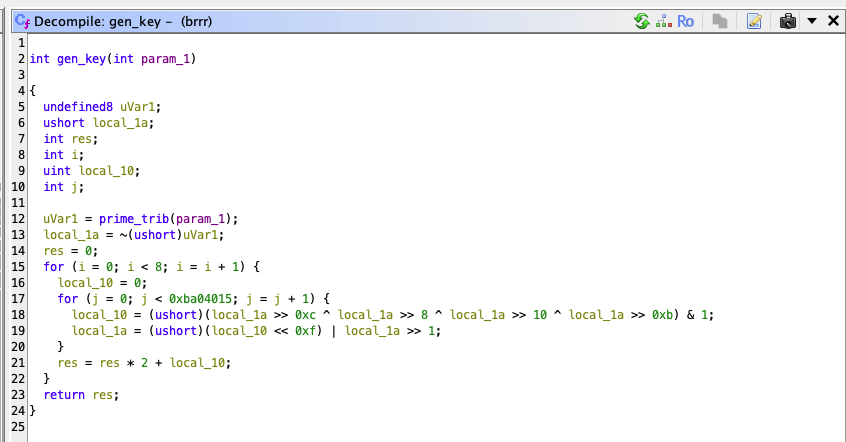 Decompile: gen_key – (brrr)
Ro
1
2 int gen_key(int param_1)
3
4 {
5 undefined8 uVar1;
6 ushort local_1a;
7 int res;
8 int i;
9 uint local_10;
10 int j;
11
12 uVar1 = prime_trib(param_1);
13 local_1a = ~(ushort)uVar1;
14 res = 0;
15 for (i = 0; i < 8; i = i + 1) {
16 local_10 = 0;
17 for (j = 0; j < 0xba04015; j = j + 1) {
18 local_10 = (ushort)(local_1a >> 0xc ^ local_1a >> 8 ^ local_1a >> 10 ^ local_1a >> 0xb) & 1;
19 local_1a = (ushort)(local_10 << 0xf) | local_1a >> 1;
20 }
21 res = res * 2 + local_10;
22 }
23 return res;
24 }
25